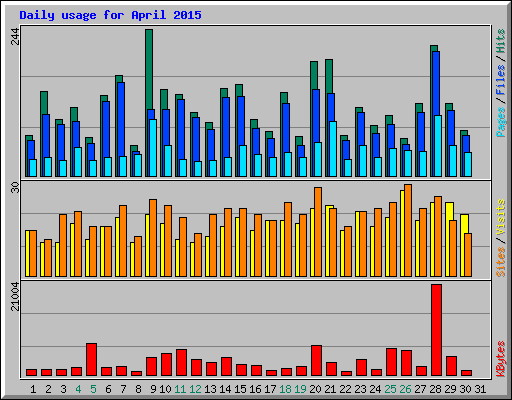 Daily usage for April 2015
244
Pages / Files / Hits
30
Sites / Visits
21004
KBytes
1 2 3 4 5 6 7 8 9 10 11 12 13 14 15 16 17 18 19 20 21 22 23 24 25 26 27 28 29 30 31